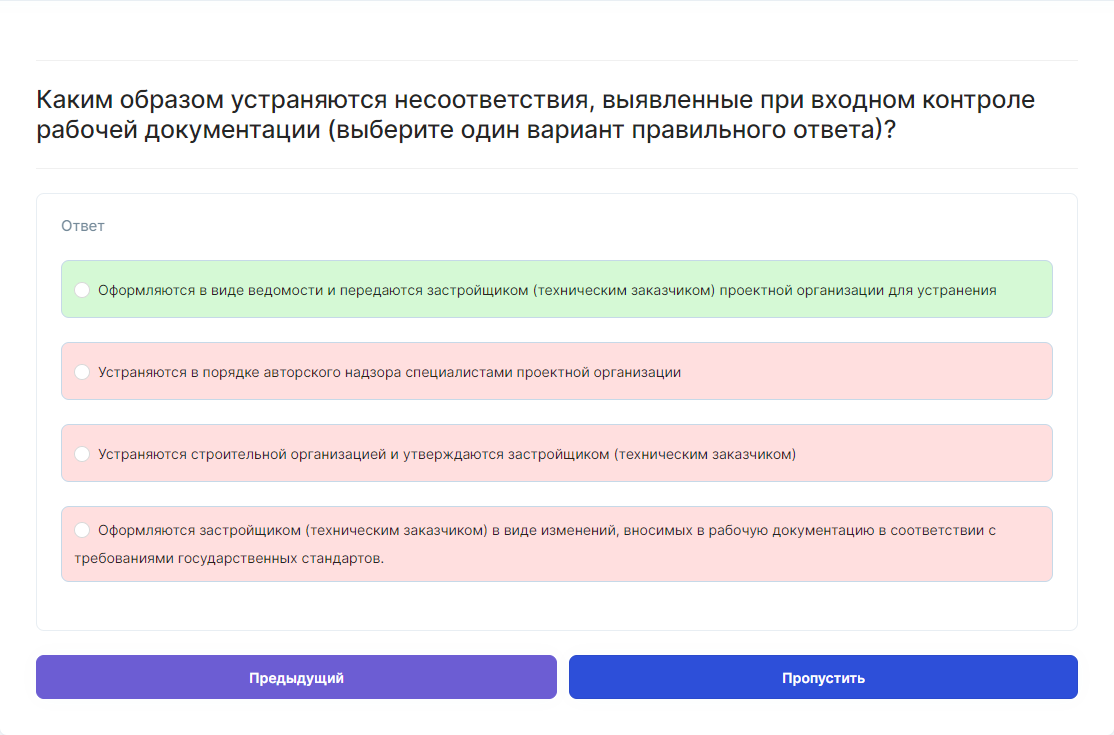 Каким образом устраняются несоответствия, выявленные при входном контроле
рабочей документации (выберите один вариант правильного ответа)?
Ответ
Оформляются в виде ведомости и передаются застройщиком (техническим заказчиком) проектной организации для устранения
Устраняются в порядке авторского надзора специалистами проектной организации
Устраняются строительной организацией и утверждаются застройщиком (техническим заказчиком)
Оформляются застройщиком (техническим заказчиком) в виде изменений, вносимых в рабочую документацию в соответствии с
требованиями государственных стандартов.
Предыдущий
Пропустить